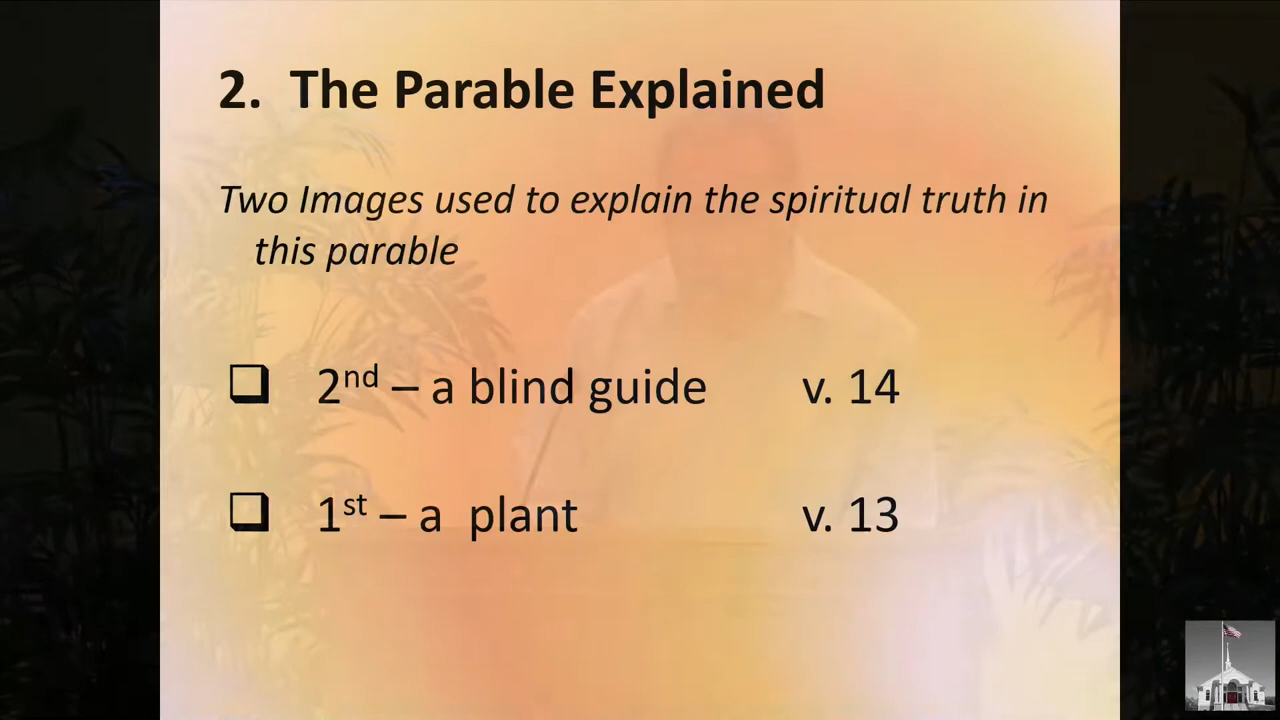 2. The Parable Explained
Two Images used to explain the spiritual truth in
this parable
❑ 2nd – a blind guide v. 14
❑ 1st – a plant v. 13